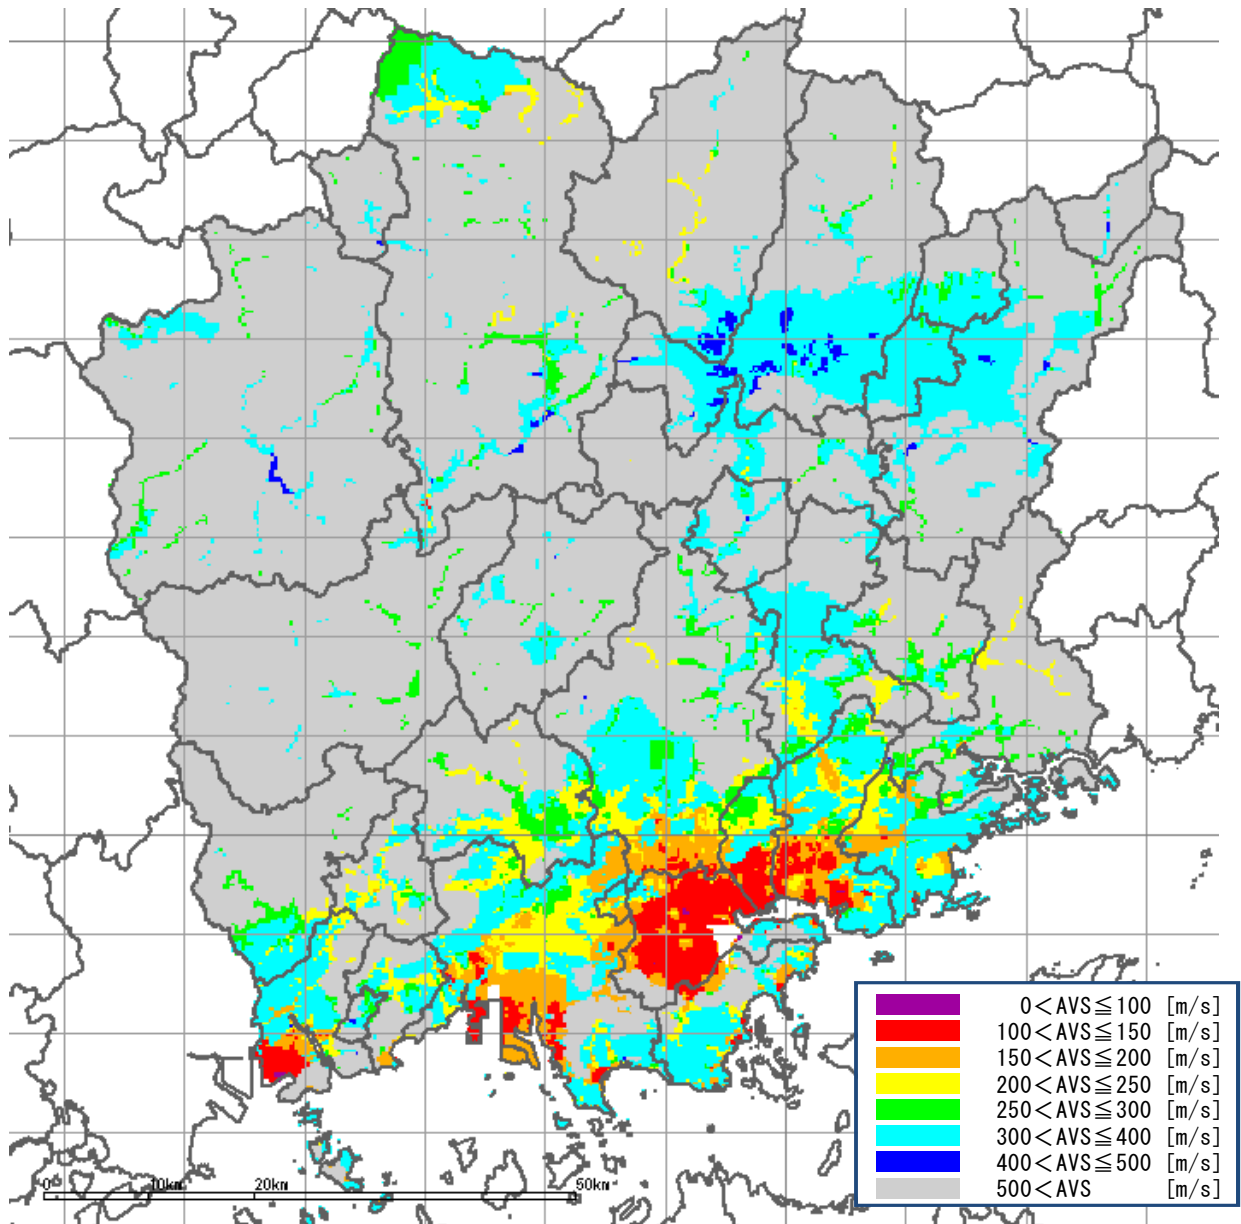 0 10km 20km 50km
0<AVS≦100 [m/s]
100<AVS≦150 [m/s]
150<AVS≦200 [m/s]
200<AVS≦250 [m/s]
250<AVS≦300 [m/s]
300<AVS≦400 [m/s]
400<AVS≦500 [m/s]
500<AVS [m/s]